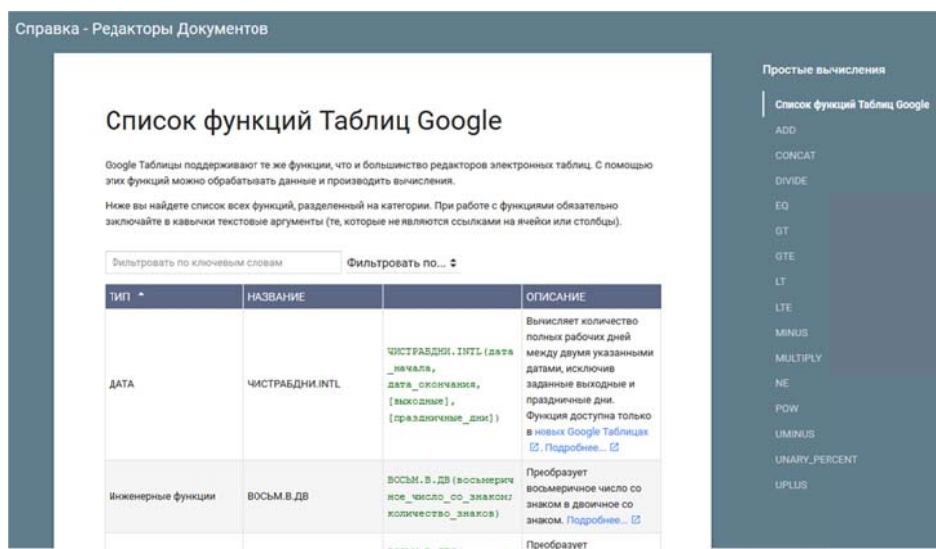 Справка - Редакторы Документов
Список функций Таблиц Google
Google Таблицы поддерживают те же функции, что и большинство редакторов электронных таблиц. С помощью
этих функций можно обрабатывать данные и производить вычисления.
Ниже вы найдете список всех функций, разделенный на категории. При работе с функциями обязательно
заключайте в кавычки текстовые аргументы (те, которые не являются ссылками на ячейки или столбцы).
Фильтровать по ключевым словам Фильтровать по...
ТИП НАЗВАНИЕ ОПИСАНИЕ
ДАТА
ЧИСТРАБДНИ.INTL
ЧИСТРАБДНИ.INTL(дата
_начала,
дата_окончания,
[выходные],
[праздничные_дни])
Вычисляет количество
полных рабочих дней
между двумя указанными
датами, исключив
заданные выходные и
праздничные дни.
Функция доступна только
в новых Google Таблицах
. Подробнее...
Инженерные функции
ВОСЬМ.В.ДВ
ВОСЬМ.В.ДВ(восьмерич
ное_число_со_знаком;
количество_знаков)
Преобразует
восьмеричное число со
знаком в двоичное со
знаком. Подробнее...
Преобразует
Простые вычисления
Список функций Таблиц Google
ADD
CONCAT
DIVIDE
EQ
GT
GTE
LT
LTE
MINUS
MULTIPLY
NE
POW
UMINUS
UNARY_PERCENT
UPLUS